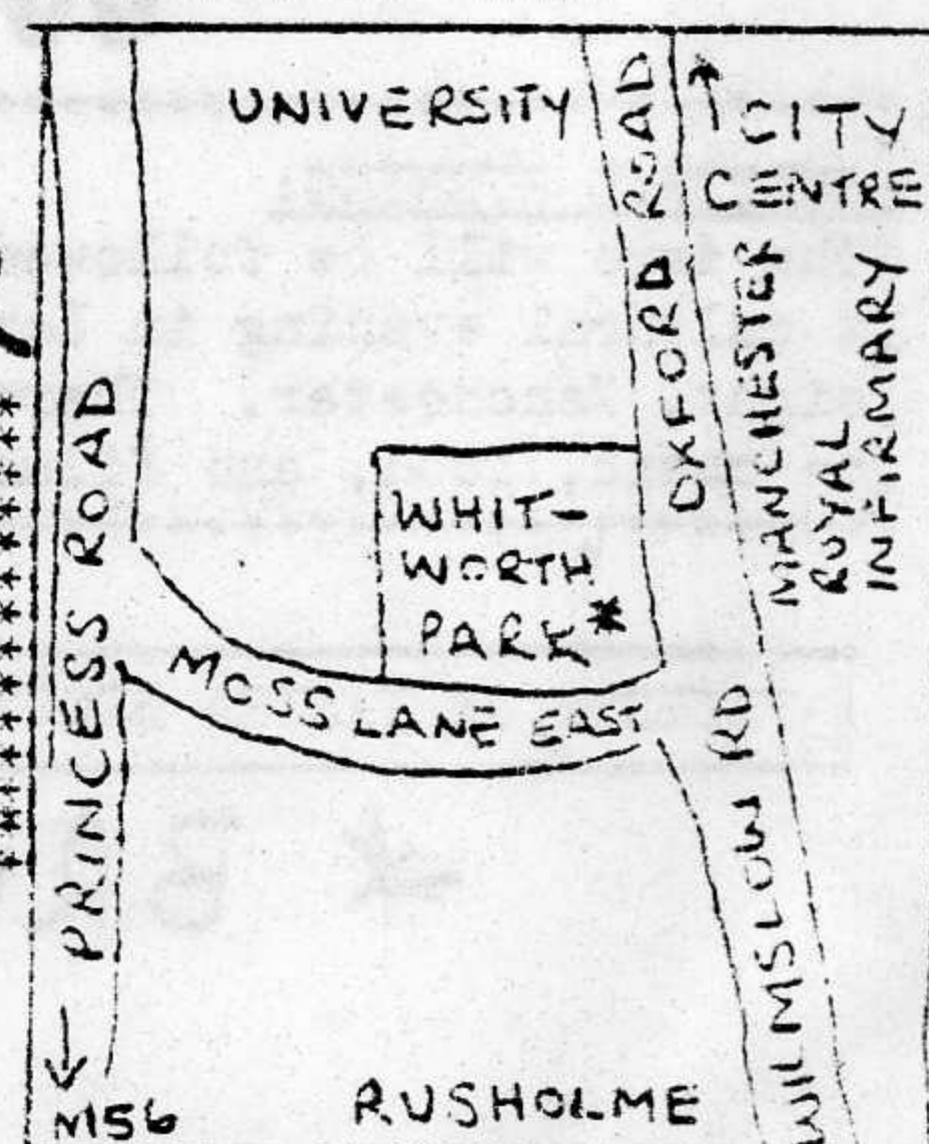 UNIVERSITY
OXFORD ROAD
CITY
CENTRE
MANCHESTER
ROYAL
INFIRMARY
PRINCESS ROAD
WHIT-
WORTH
PARK*
MOSS LANE EAST
WILMSLOW RD
← M56
RUSHOLME